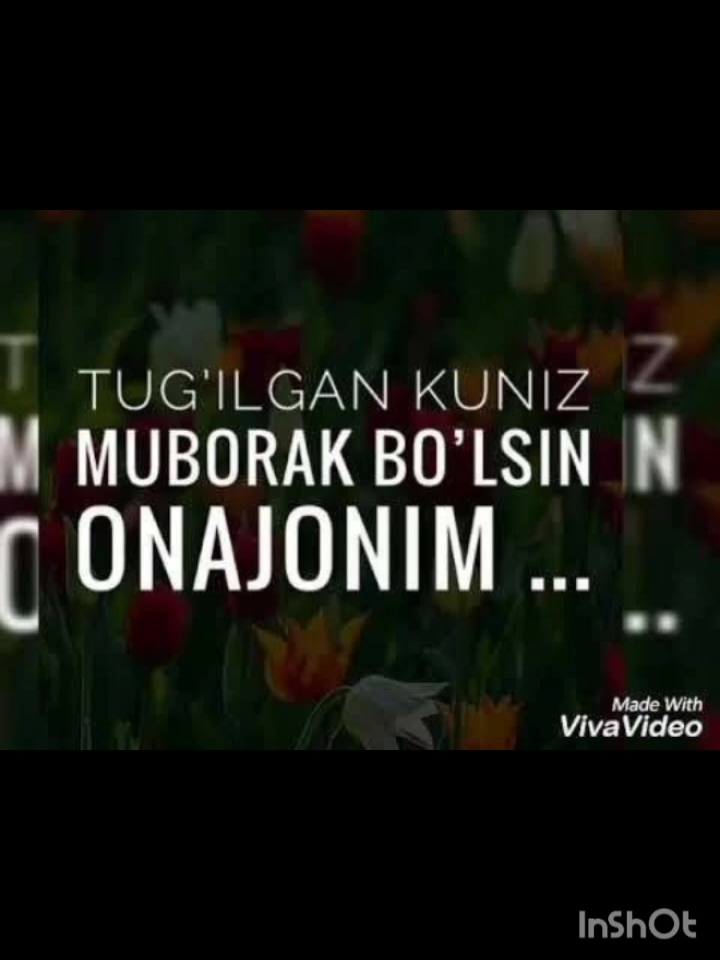 TUG'ILGAN KUNIZ
MUBORAK BO'LSIN
ONAJONIM ...
Made With
VivaVideo
InShOt